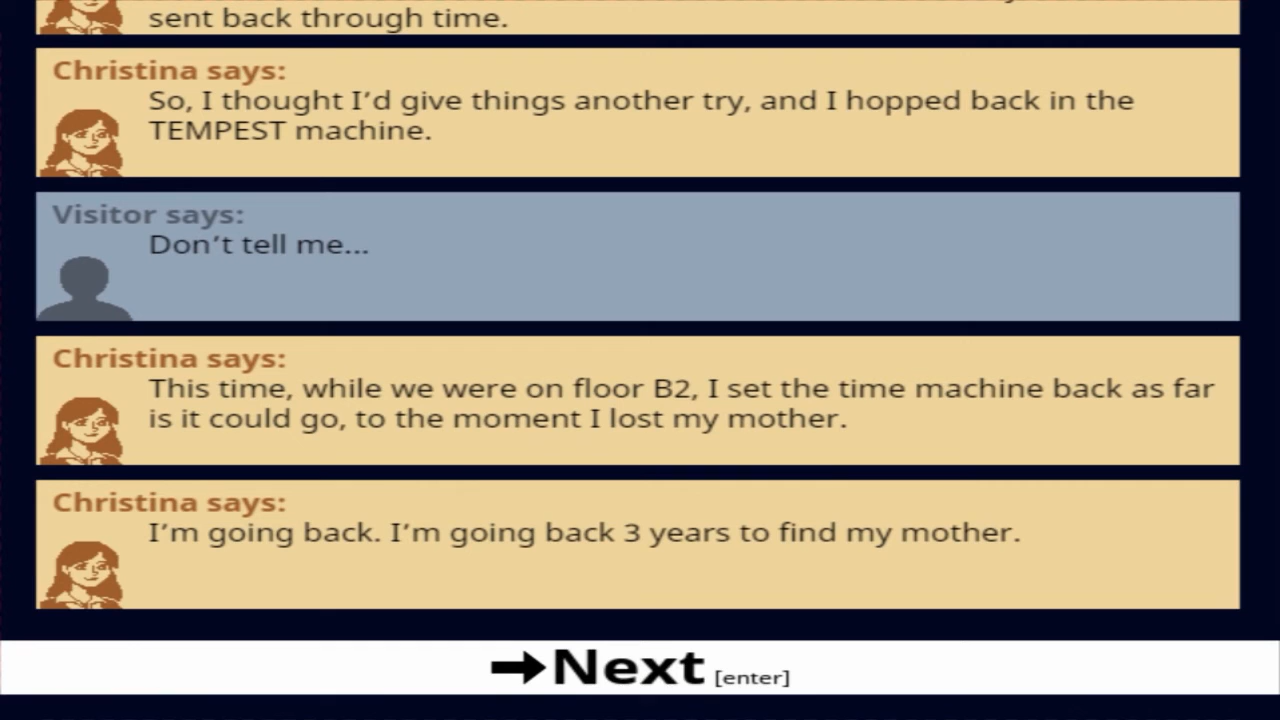 sent back through time.
Christina says:
So, I thought I’d give things another try, and I hopped back in the
TEMPEST machine.
Visitor says:
Don’t tell me...
Christina says:
This time, while we were on floor B2, I set the time machine back as far
is it could go, to the moment I lost my mother.
Christina says:
I’m going back. I’m going back 3 years to find my mother.
➡Next [enter]